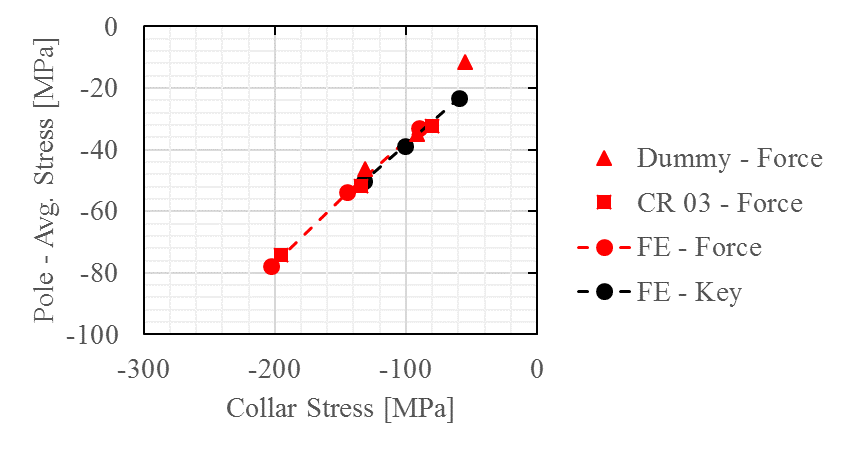 0
-20
-40
-60
-80
-100
Pole - Avg. Stress [MPa]
-300 -200 -100 0
Collar Stress [MPa]
Dummy - Force
CR 03 - Force
FE - Force
FE - Key